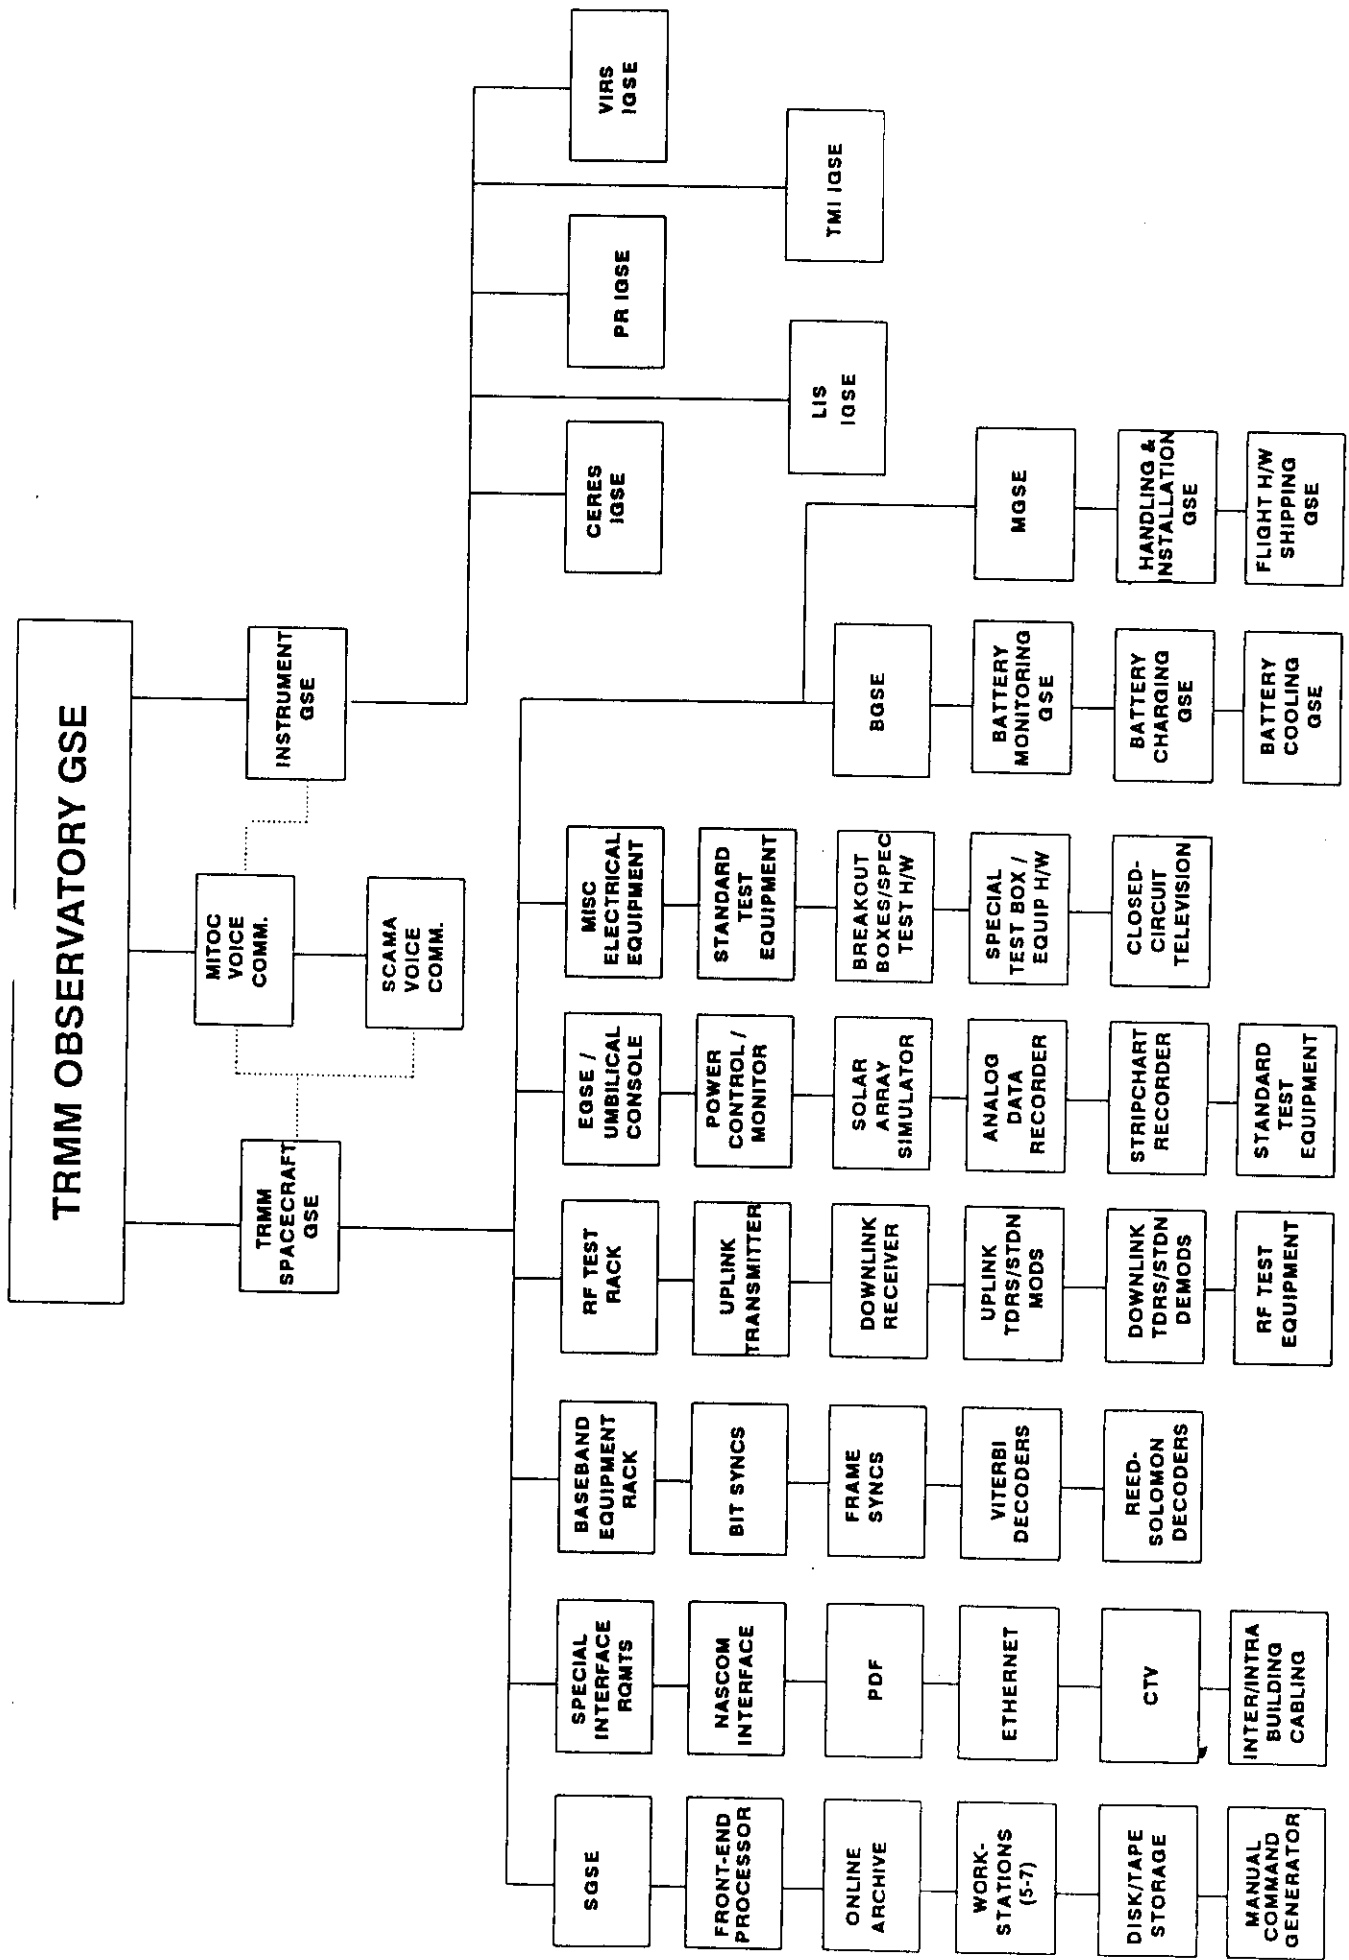 TRMM OBSERVATORY GSE
TRMM
SPACECRAFT
GSE
MITOC
VOICE
COMM.
INSTRUMENT
GSE
SCAMA
VOICE
COMM.
CERES
IGSE
PR IGSE
VIRS
IGSE
LIS
IGSE
TMI IGSE
SGSE
FRONT-END
PROCESSOR
ONLINE
ARCHIVE
WORK-
STATIONS
(5-7)
DISK/TAPE
STORAGE
MANUAL
COMMAND
GENERATOR
SPECIAL
INTERFACE
RQMTS
NASCOM
INTERFACE
PDF
ETHERNET
CTV
INTER/INTRA
BUILDING
CABLING
BASEBAND
EQUIPMENT
RACK
BIT SYNCS
FRAME
SYNCS
VITERBI
DECODERS
REED-
SOLOMON
DECODERS
RF TEST
RACK
UPLINK
TRANSMITTER
DOWNLINK
RECEIVER
UPLINK
TDRS/STDN
MODS
DOWNLINK
TDRS/STDN
DEMODS
RF TEST
EQUIPMENT
EGSE /
UMBILICAL
CONSOLE
POWER
CONTROL /
MONITOR
SOLAR
ARRAY
SIMULATOR
ANALOG
DATA
RECORDER
STRIPCHART
RECORDER
STANDARD
TEST
EQUIPMENT
MISC
ELECTRICAL
EQUIPMENT
STANDARD
TEST
EQUIPMENT
BREAKOUT
BOXES/SPEC
TEST H/W
SPECIAL
TEST BOX /
EQUIP H/W
CLOSED-
CIRCUIT
TELEVISION
BGSE
BATTERY
MONITORING
GSE
BATTERY
CHARGING
GSE
BATTERY
COOLING
GSE
MGSE
HANDLING &
INSTALLATION
GSE
FLIGHT H/W
SHIPPING
GSE